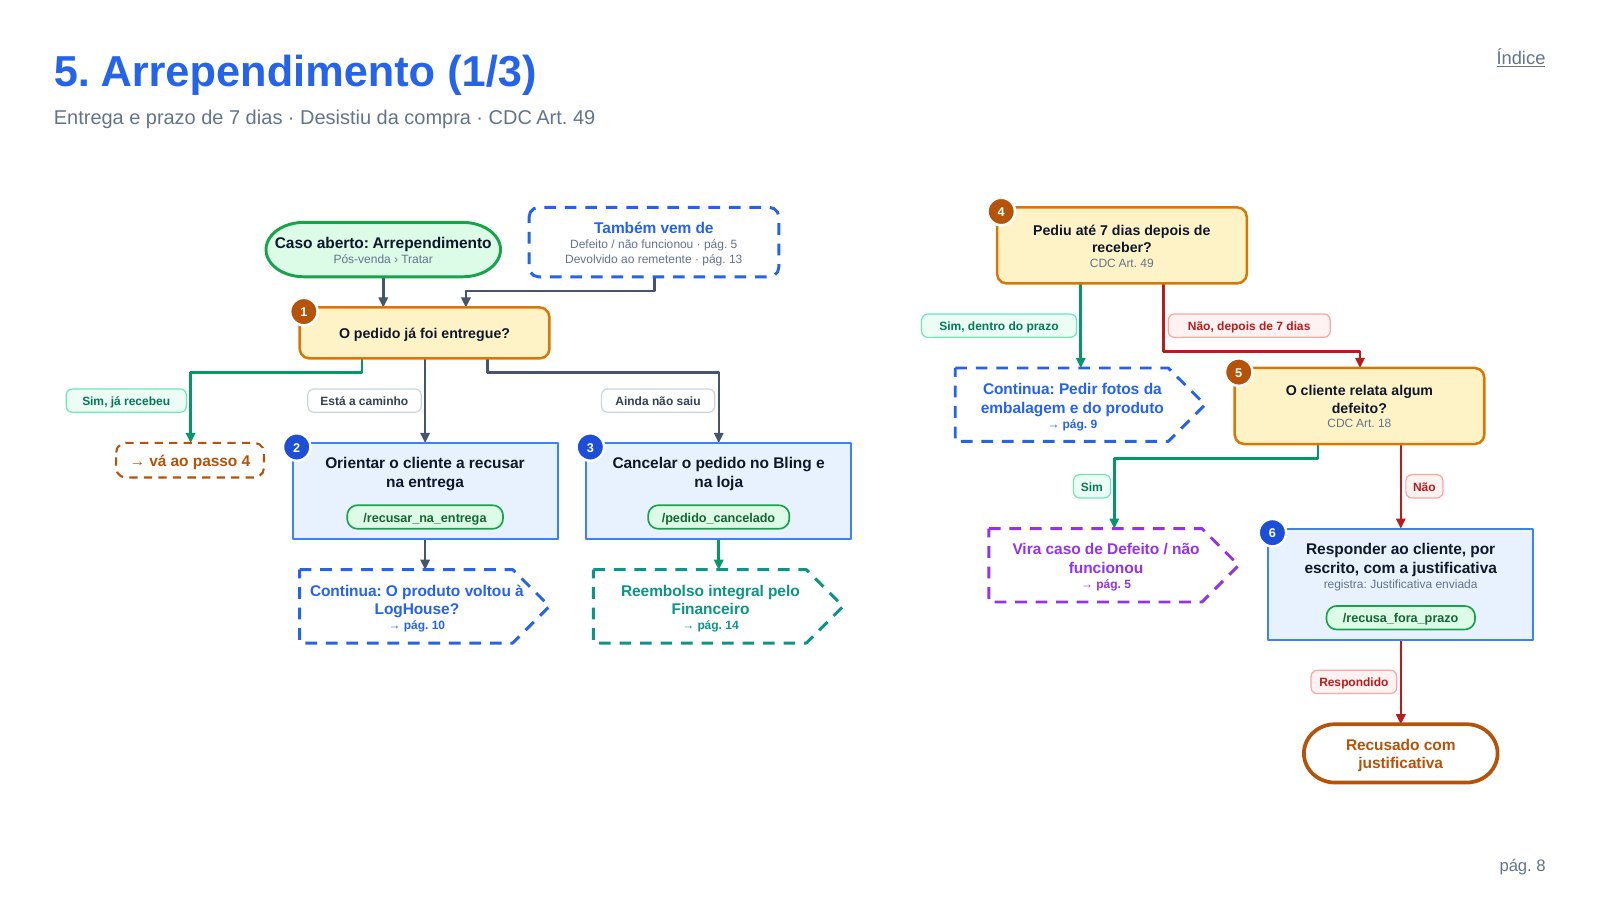 5. Arrependimento (1/3)
Índice
Entrega e prazo de 7 dias · Desistiu da compra · CDC Art. 49
Caso aberto: Arrependimento
Pós-venda › Tratar
Também vem de
Defeito / não funcionou · pág. 5
Devolvido ao remetente · pág. 13
1
O pedido já foi entregue?
Sim, já recebeu
Está a caminho
Ainda não saiu
→ vá ao passo 4
2
Orientar o cliente a recusar
na entrega
/recusar_na_entrega
3
Cancelar o pedido no Bling e
na loja
/pedido_cancelado
Continua: O produto voltou à
LogHouse?
→ pág. 10
Reembolso integral pelo
Financeiro
→ pág. 14
4
Pediu até 7 dias depois de
receber?
CDC Art. 49
Sim, dentro do prazo
Não, depois de 7 dias
Continua: Pedir fotos da
embalagem e do produto
→ pág. 9
5
O cliente relata algum
defeito?
CDC Art. 18
Sim
Não
Vira caso de Defeito / não
funcionou
→ pág. 5
6
Responder ao cliente, por
escrito, com a justificativa
registra: Justificativa enviada
/recusa_fora_prazo
Respondido
Recusado com
justificativa
pág. 8